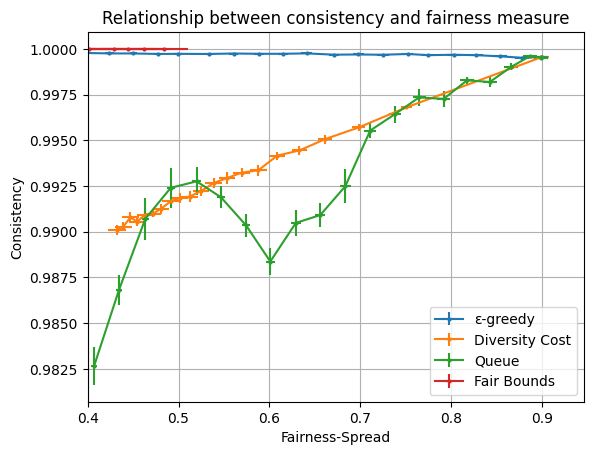 Relationship between consistency and fairness measure
Consistency
1.0000
0.9975
0.9950
0.9925
0.9900
0.9875
0.9850
0.9825
0.4
0.5
0.6
0.7
0.8
0.9
Fairness-Spread
ε-greedy
Diversity Cost
Queue
Fair Bounds